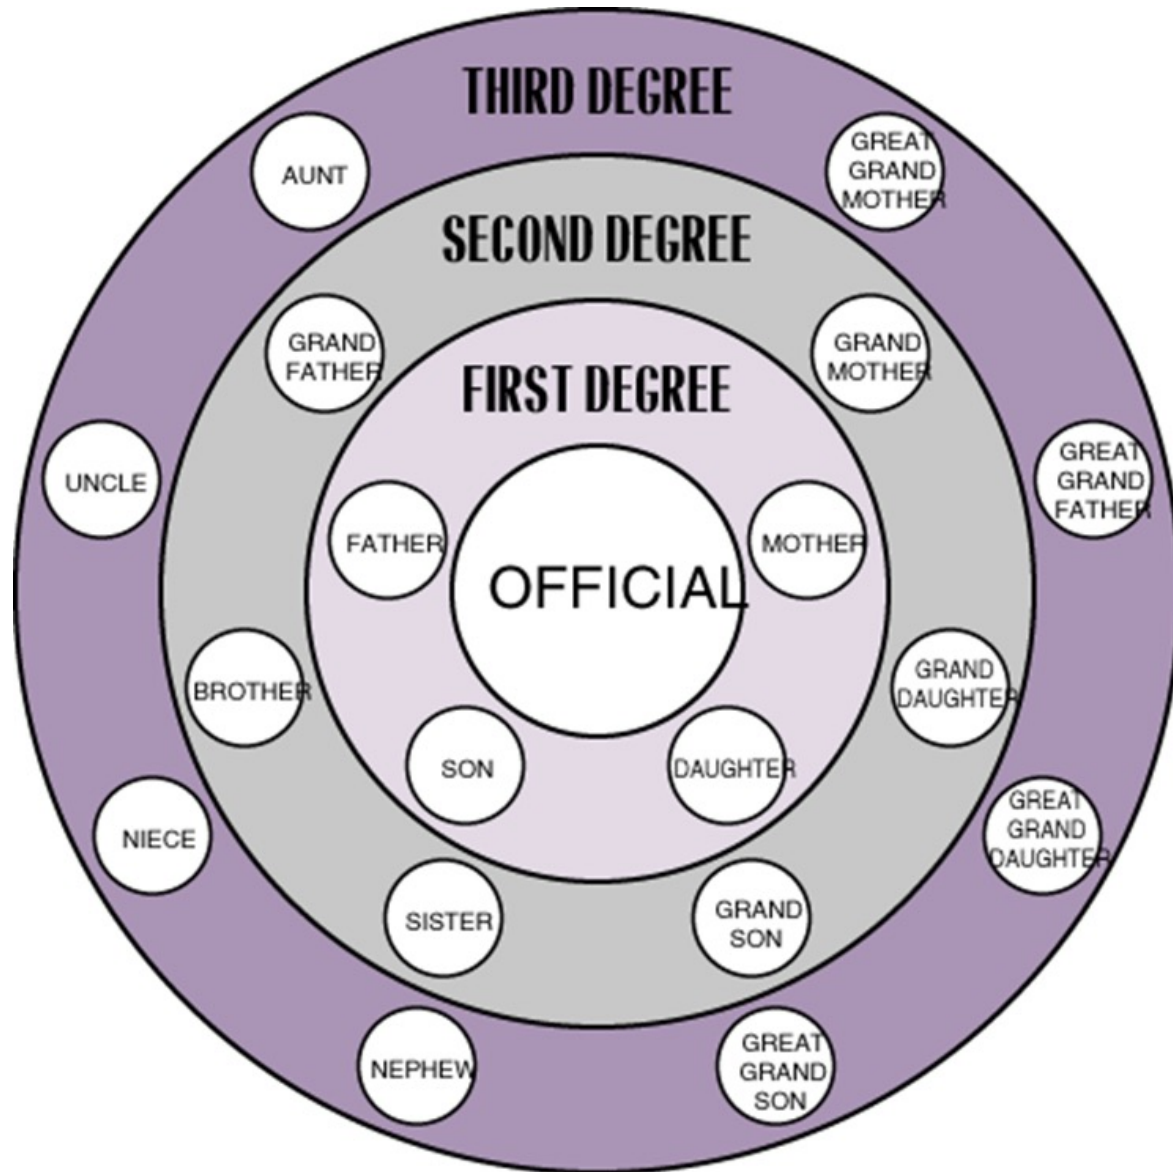 THIRD DEGREE
AUNT
GREAT
GRAND
MOTHER
SECOND DEGREE
GRAND
FATHER
GRAND
MOTHER
FIRST DEGREE
UNCLE
GREAT
GRAND
FATHER
FATHER
MOTHER
OFFICIAL
BROTHER
GRAND
DAUGHTER
SON
DAUGHTER
NIECE
GREAT
GRAND
DAUGHTER
SISTER
GRAND
SON
NEPHEW
GREAT
GRAND
SON